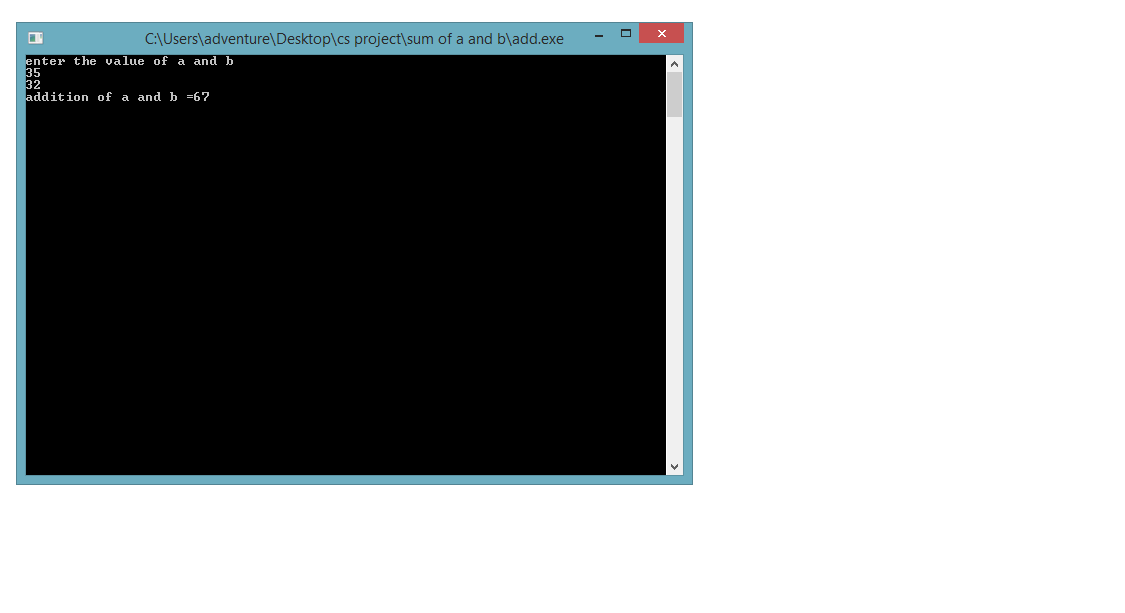 C:\Users\adventure\Desktop\cs project\sum of a and b\add.exe
enter the value of a and b
35
32
addition of a and b =67